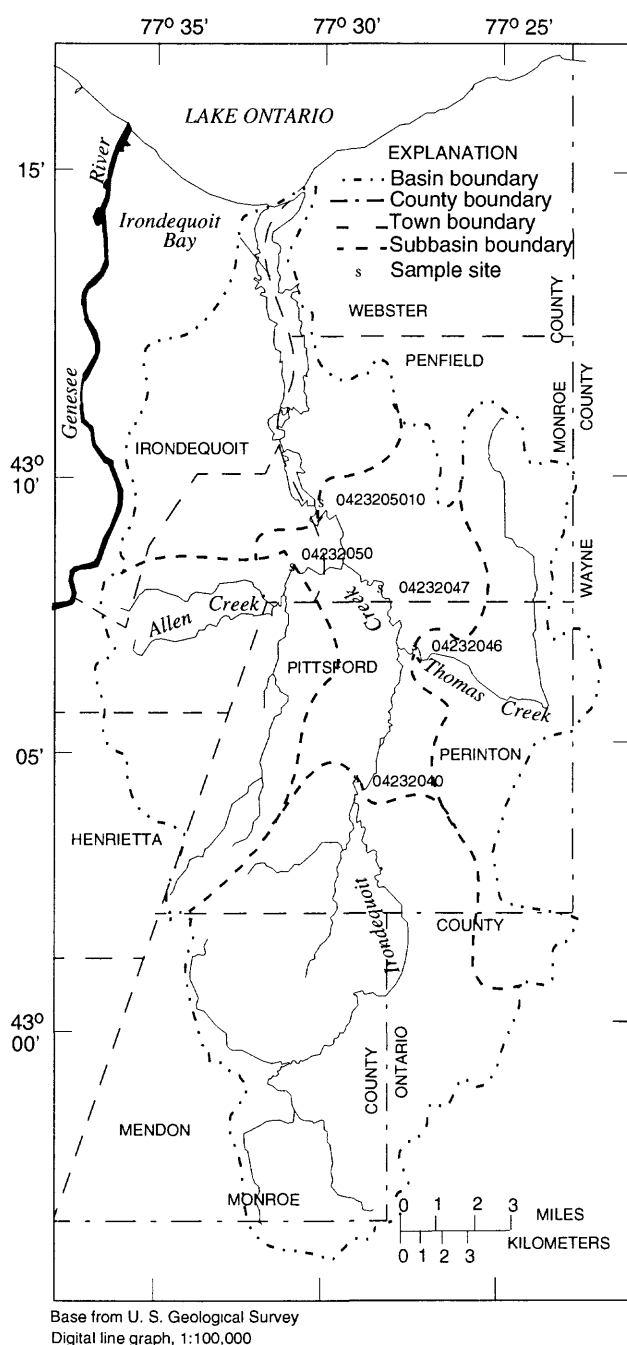 77° 35'
77° 30'
77° 25'
LAKE ONTARIO
EXPLANATION
Basin boundary
County boundary
Town boundary
Subbasin boundary
s Sample site
15'
River
Irondequoit
Bay
WEBSTER
COUNTY
PENFIELD
MONROE
COUNTY
Genesee
IRONDEQUOIT
43°
10'
0423205010
04232050
WAYNE
04232047
Allen Creek
Creek
04232046
PITTSFORD
Thomas
Creek
05'
PERINTON
04232040
HENRIETTA
Irondequoit
COUNTY
43°
00'
COUNTY
ONTARIO
MENDON
MONROE
0 1 2 3 MILES
0 1 2 3 KILOMETERS
Base from U. S. Geological Survey
Digital line graph, 1:100,000